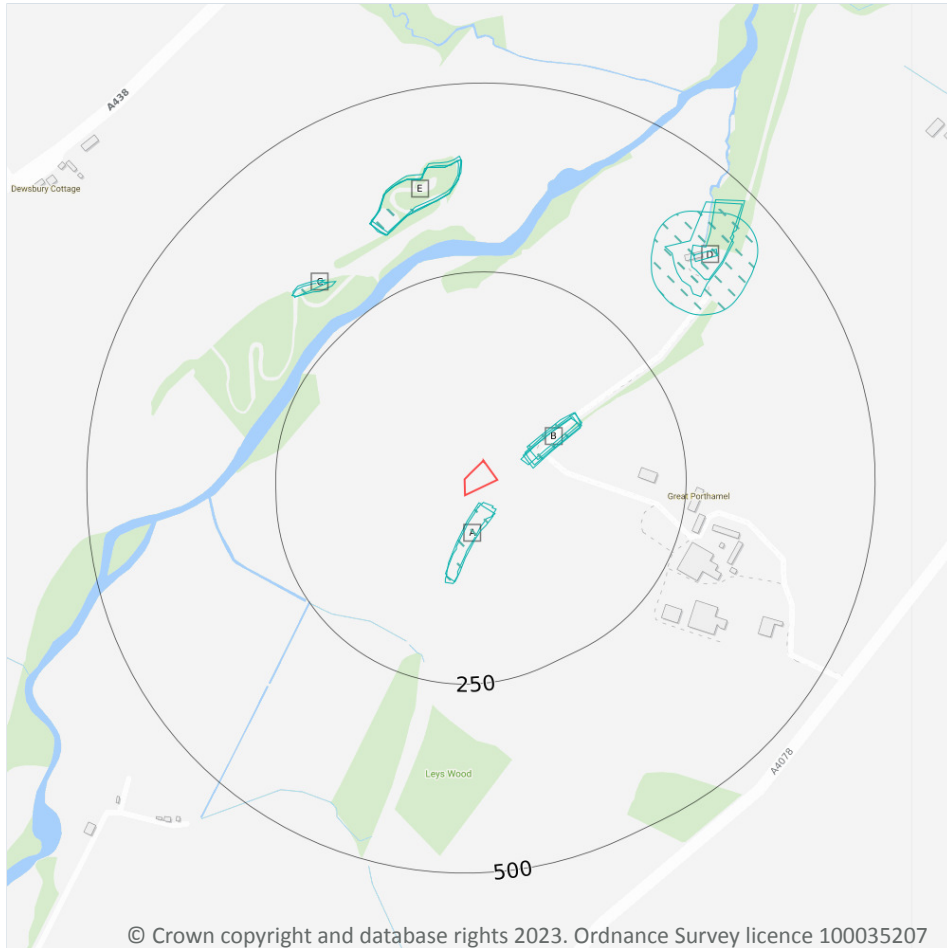 A438
Dewsbury Cottage
E
D
C
B
Great Porthamel
A
250
Leys Wood
A4078
500
© Crown copyright and database rights 2023. Ordnance Survey licence 100035207